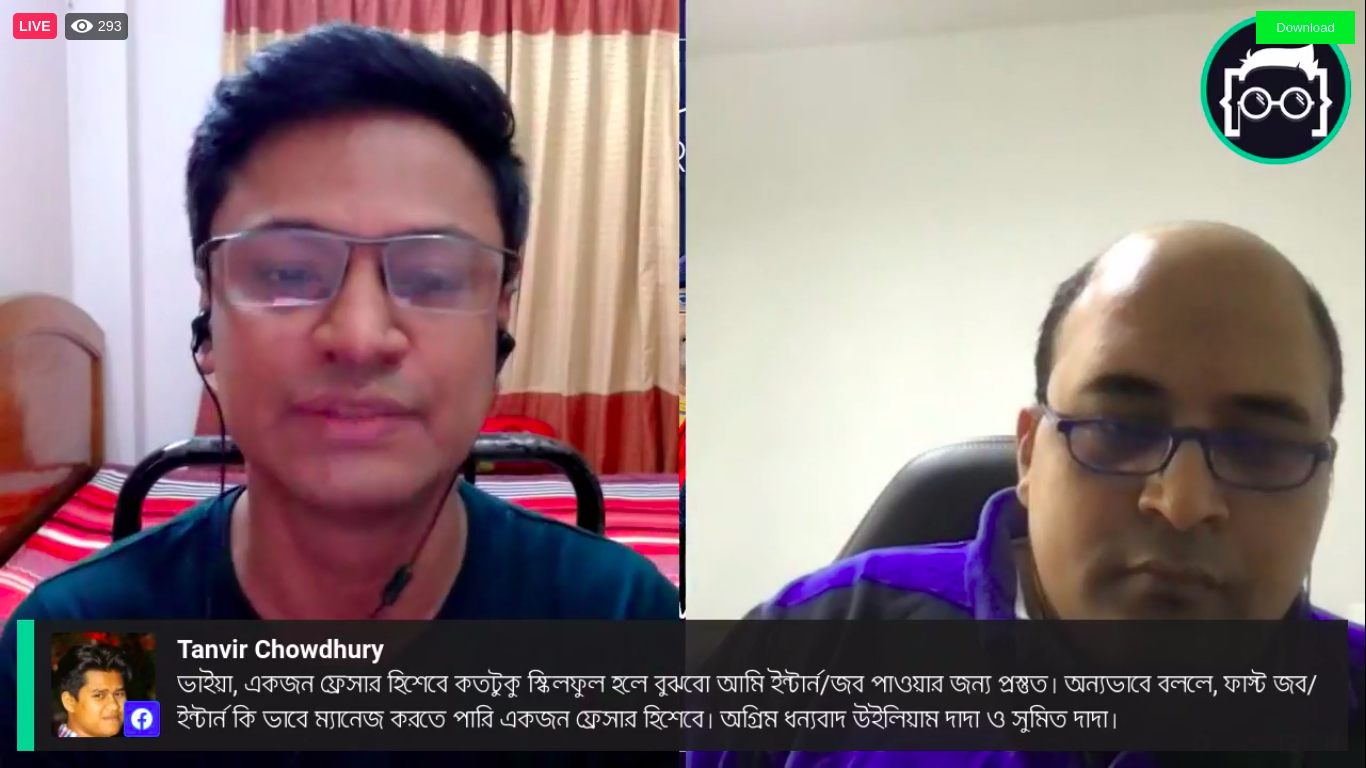 LIVE
293
Download
R
Tanvir Chowdhury
ভাইয়া, একজন ফ্রেসার হিশেবে কতটুকু স্কিলফুল হলে বুঝবো আমি ইন্টার্ন/জব পাওয়ার জন্য প্রস্তুত। অন্যভাবে বললে, ফার্স্ট জব/
ইন্টার্ন কি ভাবে ম্যানেজ করতে পারি একজন ফ্রেসার হিশেবে। অগ্রিম ধন্যবাদ উইলিয়াম দাদা ও সুমিত দাদা।